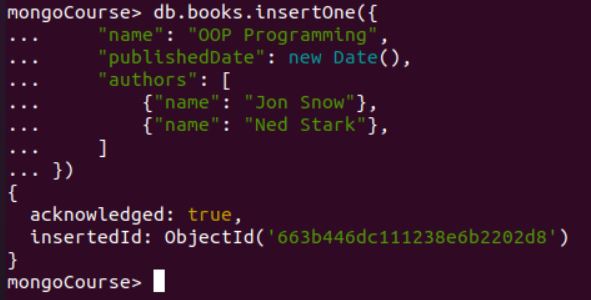 mongoCourse> db.books.insertOne({
...     "name": "OOP Programming",
...     "publishedDate": new Date(),
...     "authors": [
...         {"name": "Jon Snow"},
...         {"name": "Ned Stark"},
...     ]
... })
{
  acknowledged: true,
  insertedId: ObjectId('663b446dc111238e6b2202d8')
}
mongoCourse>